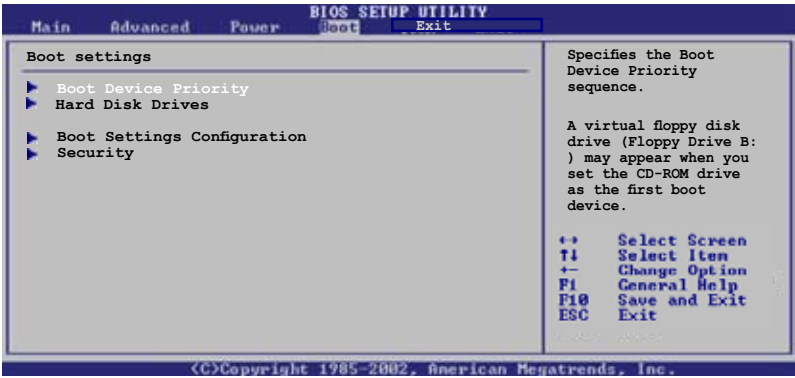 BIOS SETUP UTILITY
Main Advanced Power Boot Exit
Boot settings
Boot Device Priority
Hard Disk Drives
Boot Settings Configuration
Security
Specifies the Boot
Device Priority
sequence.
A virtual floppy disk
drive (Floppy Drive B:
) may appear when you
set the CD-ROM drive
as the first boot
device.
←→ Select Screen
↑↓ Select Item
+- Change Option
F1 General Help
F10 Save and Exit
ESC Exit
(C)Copyright 1985-2002, American Megatrends, Inc.